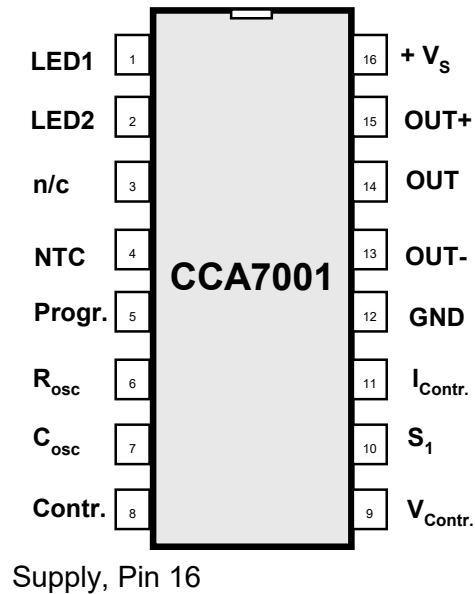 LED1 1 16 + VS
LED2 2 15 OUT+
n/c 3 14 OUT
NTC 4 13 OUT-
CCA7001
Progr. 5 12 GND
Rosc 6 11 IContr.
Cosc 7 10 S1
Contr. 8 9 VContr.
Supply, Pin 16